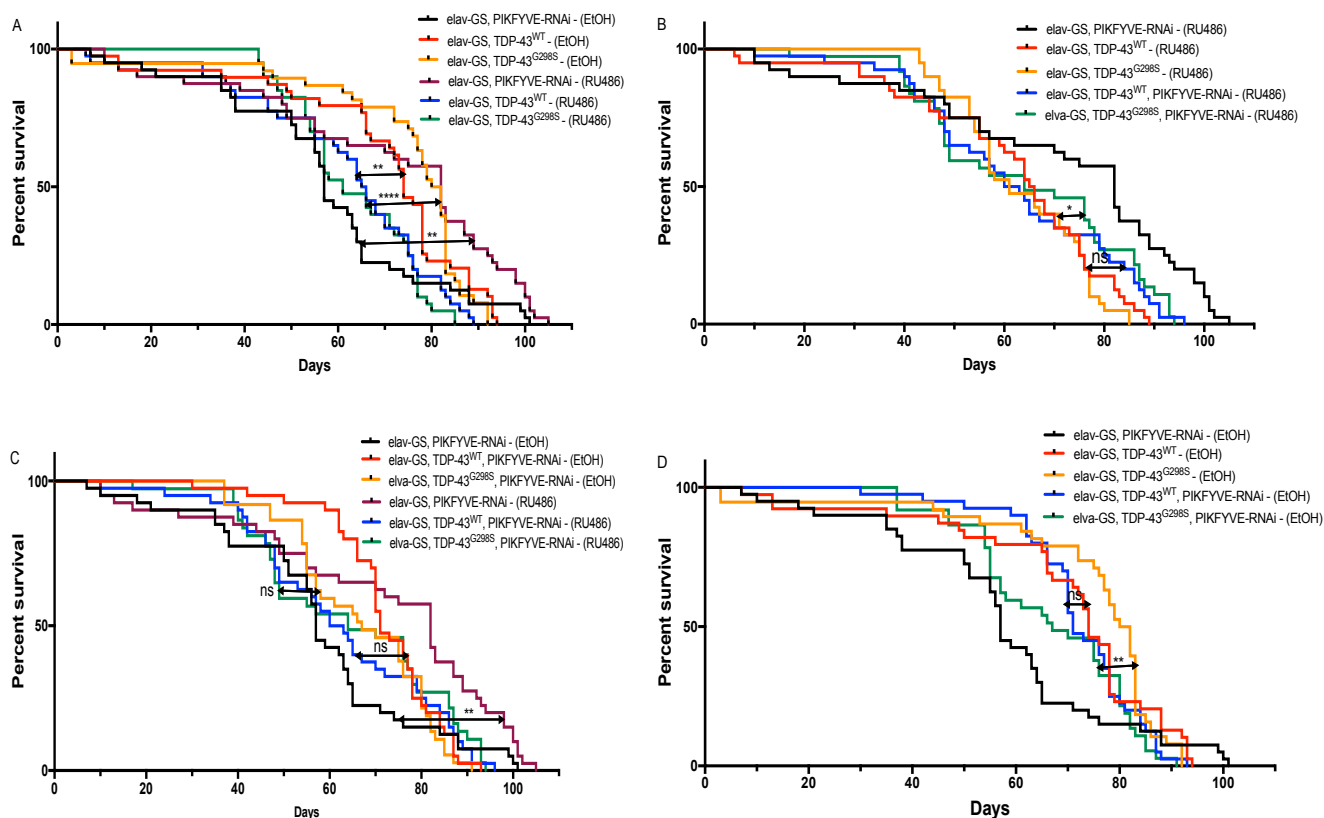 A
elav-GS, PIKFYVE-RNAi - (EtOH)
elav-GS, TDP-43WT - (EtOH)
elav-GS, TDP-43G298S - (EtOH)
elav-GS, PIKFYVE-RNAi - (RU486)
elav-GS, TDP-43WT - (RU486)
elav-GS, TDP-43G298S - (RU486)
Percent survival
100
50
0
**
****
**
0 20 40 60 80 100
Days
B
elav-GS, PIKFYVE-RNAi - (RU486)
elav-GS, TDP-43WT - (RU486)
elav-GS, TDP-43G298S - (RU486)
elav-GS, TDP-43WT, PIKFYVE-RNAi - (RU486)
elva-GS, TDP-43G298S, PIKFYVE-RNAi - (RU486)
Percent survival
100
50
0
*
ns
0 20 40 60 80 100
Days
C
elav-GS, PIKFYVE-RNAi - (EtOH)
elav-GS, TDP-43WT, PIKFYVE-RNAi - (EtOH)
elva-GS, TDP-43G298S, PIKFYVE-RNAi - (EtOH)
elav-GS, PIKFYVE-RNAi - (RU486)
elav-GS, TDP-43WT, PIKFYVE-RNAi - (RU486)
elva-GS, TDP-43G298S, PIKFYVE-RNAi - (RU486)
Percent survival
100
50
0
ns
ns
**
0 20 40 60 80 100
Days
D
elav-GS, PIKFYVE-RNAi - (EtOH)
elav-GS, TDP-43WT - (EtOH)
elav-GS, TDP-43G298S - (EtOH)
elav-GS, TDP-43WT, PIKFYVE-RNAi - (EtOH)
elva-GS, TDP-43G298S, PIKFYVE-RNAi - (EtOH)
Percent survival
100
50
0
ns
**
0 20 40 60 80 100
Days